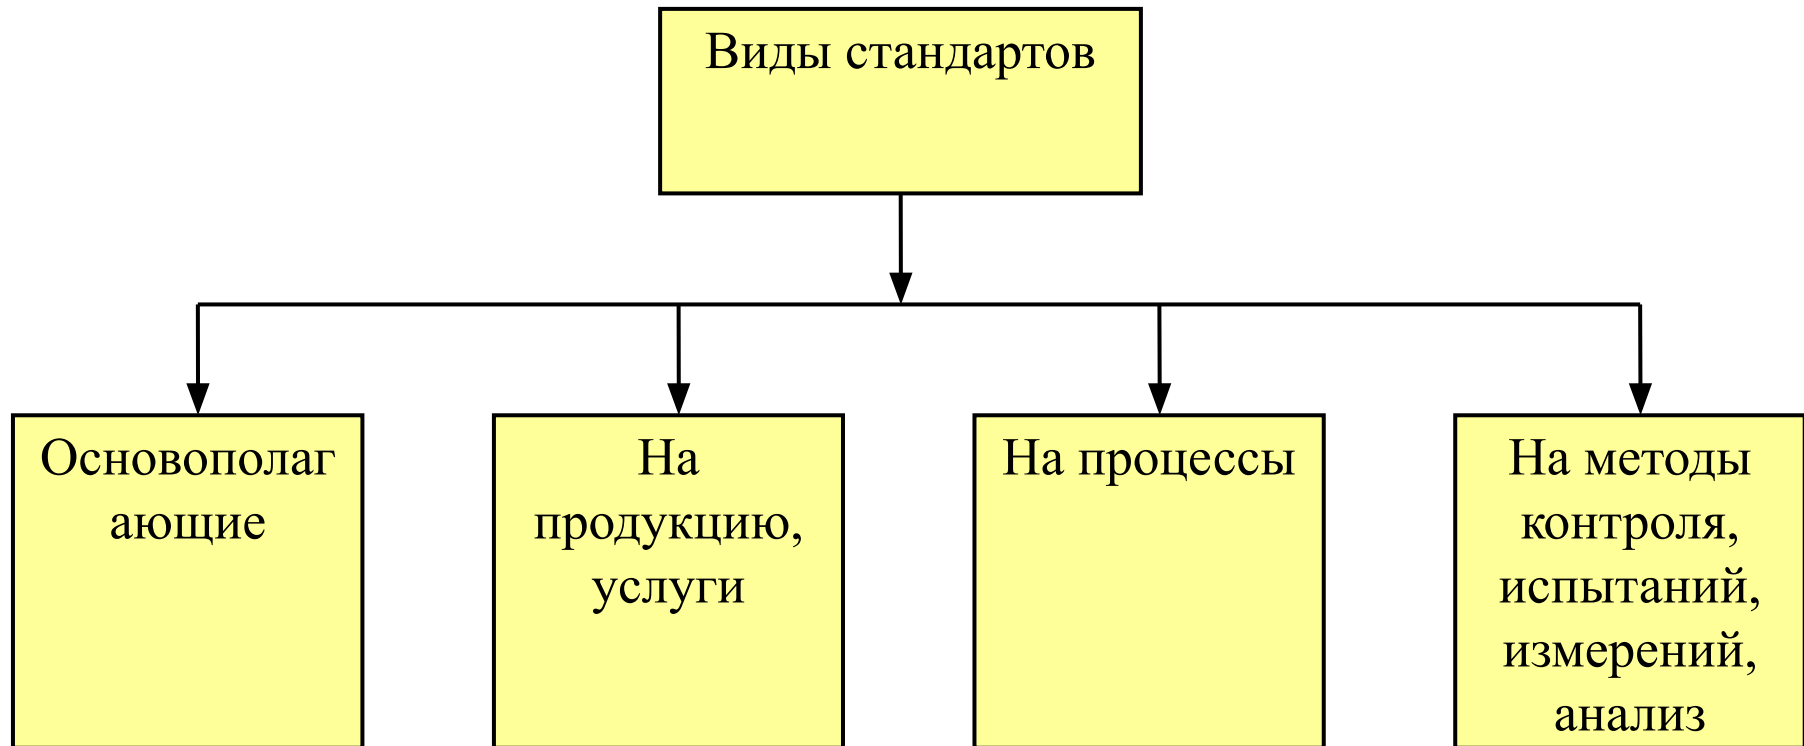 Виды стандартов
Основополаг
ающие
На
продукцию,
услуги
На процессы
На методы
контроля,
испытаний,
измерений,
анализ